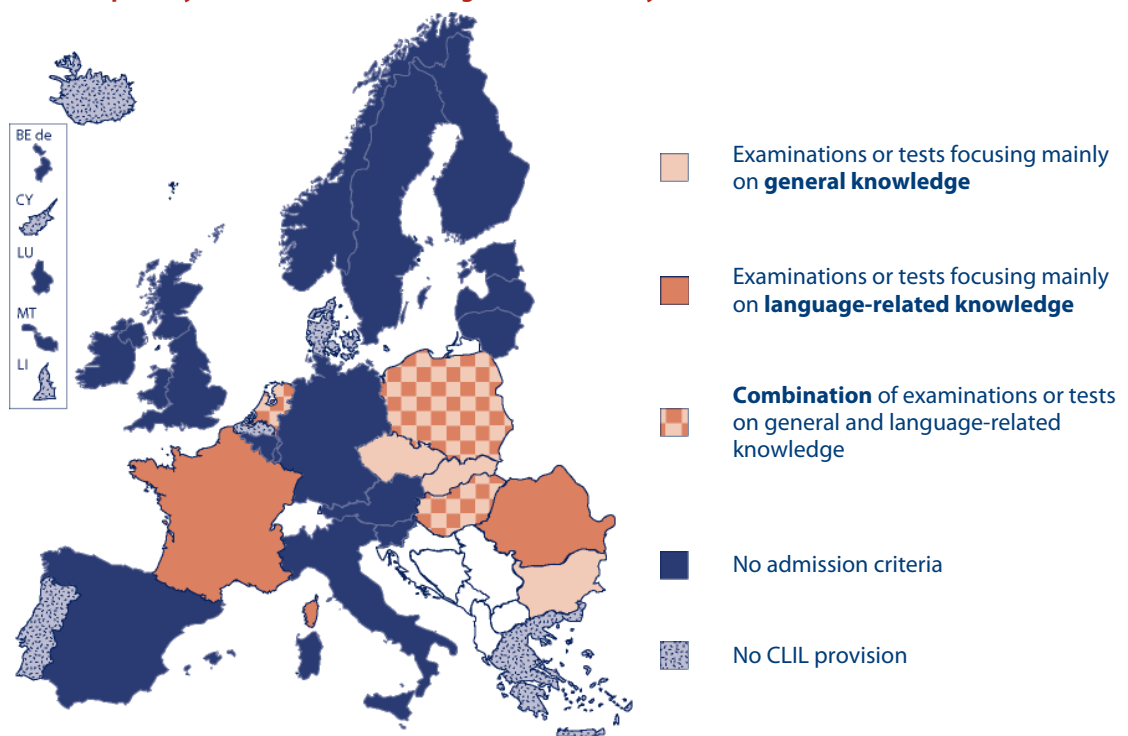 BE de
CY
LU
MT
LI
Examinations or tests focusing mainly
on general knowledge
Examinations or tests focusing mainly
on language-related knowledge
Combination of examinations or tests
on general and language-related
knowledge
No admission criteria
No CLIL provision